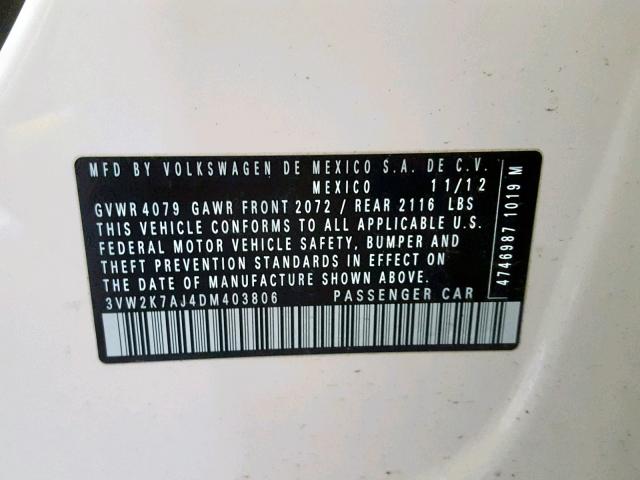 MFD BY VOLKSWAGEN DE MEXICO S.A. DE C.V.
MEXICO 11/12
GVWR 4079 GAWR FRONT 2072 / REAR 2116 LBS
THIS VEHICLE CONFORMS TO ALL APPLICABLE U.S.
FEDERAL MOTOR VEHICLE SAFETY, BUMPER AND
THEFT PREVENTION STANDARDS IN EFFECT ON
THE DATE OF MANUFACTURE SHOWN ABOVE.
3VW2K7AJ4DM403806 PASSENGER CAR
4746987 1019 M